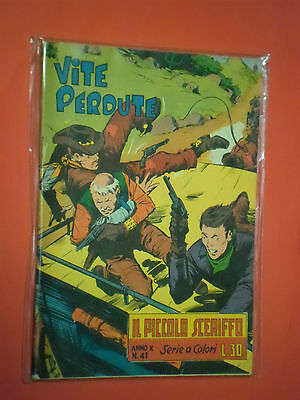 VITE
PERDUTE
IL PICCOLO SCERIFFO
ANNO X
N. 41
Serie a Colori
L.30